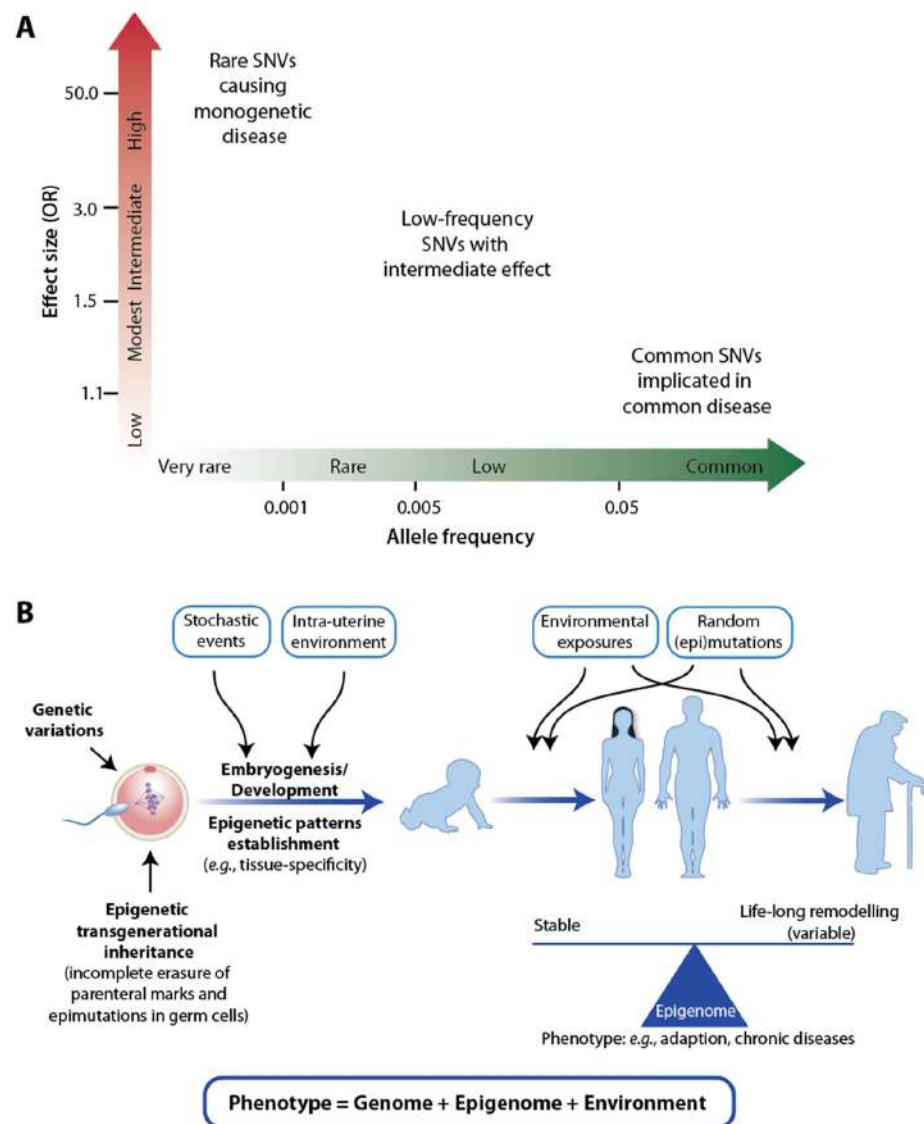 A
Rare SNVs
causing
monogenetic
disease
50.0
High
Effect size (OR)
3.0
Intermediate
Low-frequency
SNVs with
intermediate effect
1.5
Modest
Common SNVs
implicated in
common disease
1.1
Low
Very rare
Rare
Low
Common
0.001
0.005
0.05
Allele frequency
B
Stochastic
events
Intra-uterine
environment
Environmental
exposures
Random
(epi)mutations
Genetic
variations
Embryogenesis/
Development
Epigenetic patterns
establishment
(e.g., tissue-specificity)
Epigenetic
transgenerational
inheritance
(incomplete erasure of
parenteral marks and
epimutations in germ cells)
Stable
Life-long remodelling
(variable)
Epigenome
Phenotype: e.g., adaption, chronic diseases
Phenotype = Genome + Epigenome + Environment